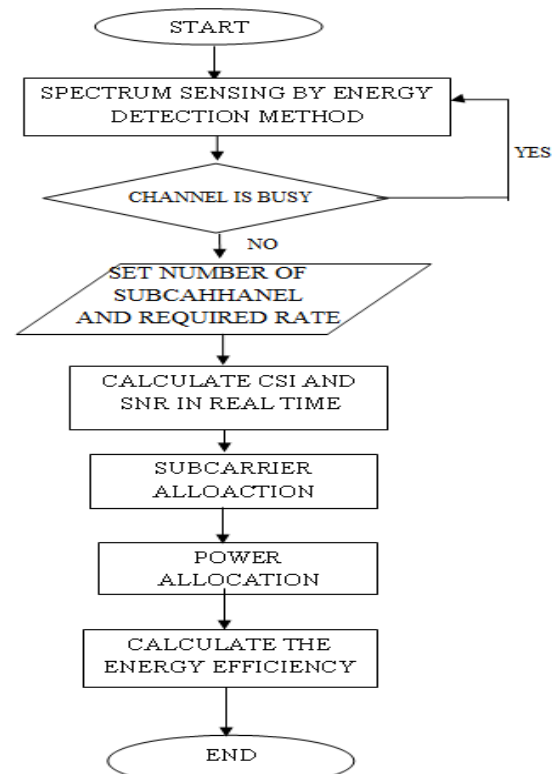 START
SPECTRUM SENSING BY ENERGY
DETECTION METHOD
YES
CHANNEL IS BUSY
NO
SET NUMBER OF
SUBCAHHANEL
AND REQUIRED RATE
CALCULATE CSI AND
SNR IN REAL TIME
SUBCARRIER
ALLOACTION
POWER
ALLOCATION
CALCULATE THE
ENERGY EFFICIENCY
END